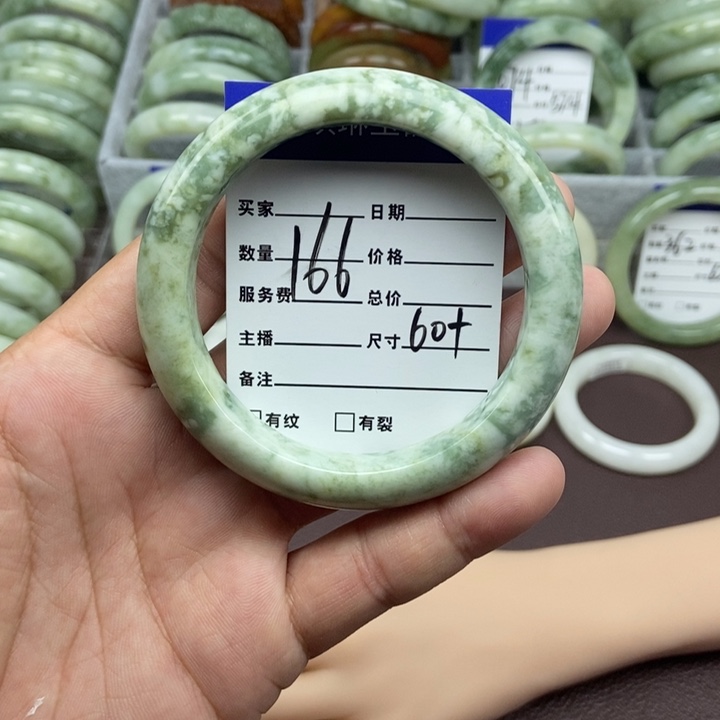 买家 日期
数量 价格
166
服务费 总价
主播 尺寸 60+
备注
有纹 有裂